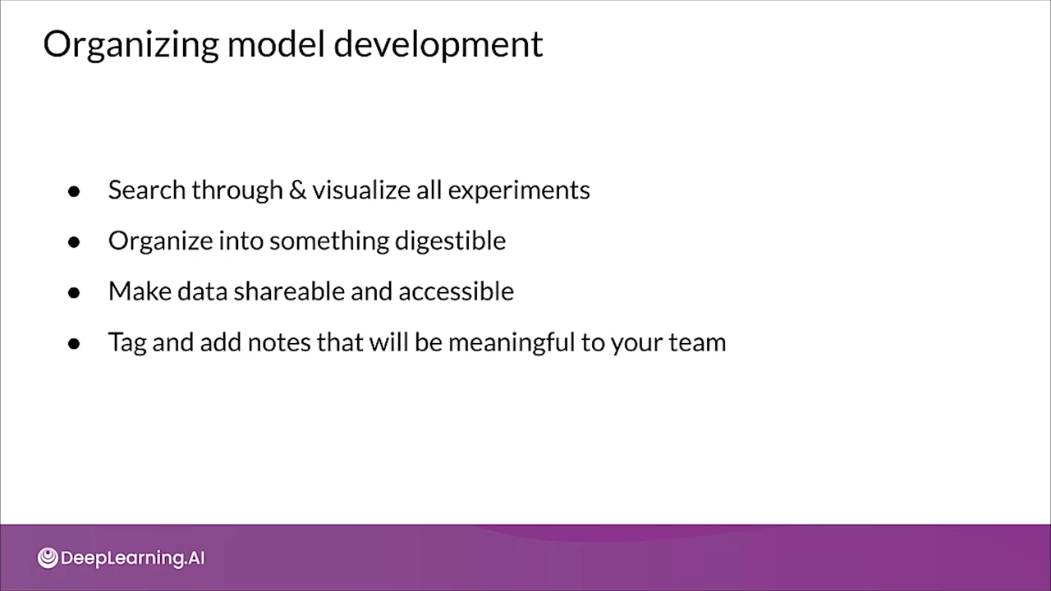 Organizing model development
● Search through & visualize all experiments
● Organize into something digestible
● Make data shareable and accessible
● Tag and add notes that will be meaningful to your team
DeepLearning.AI